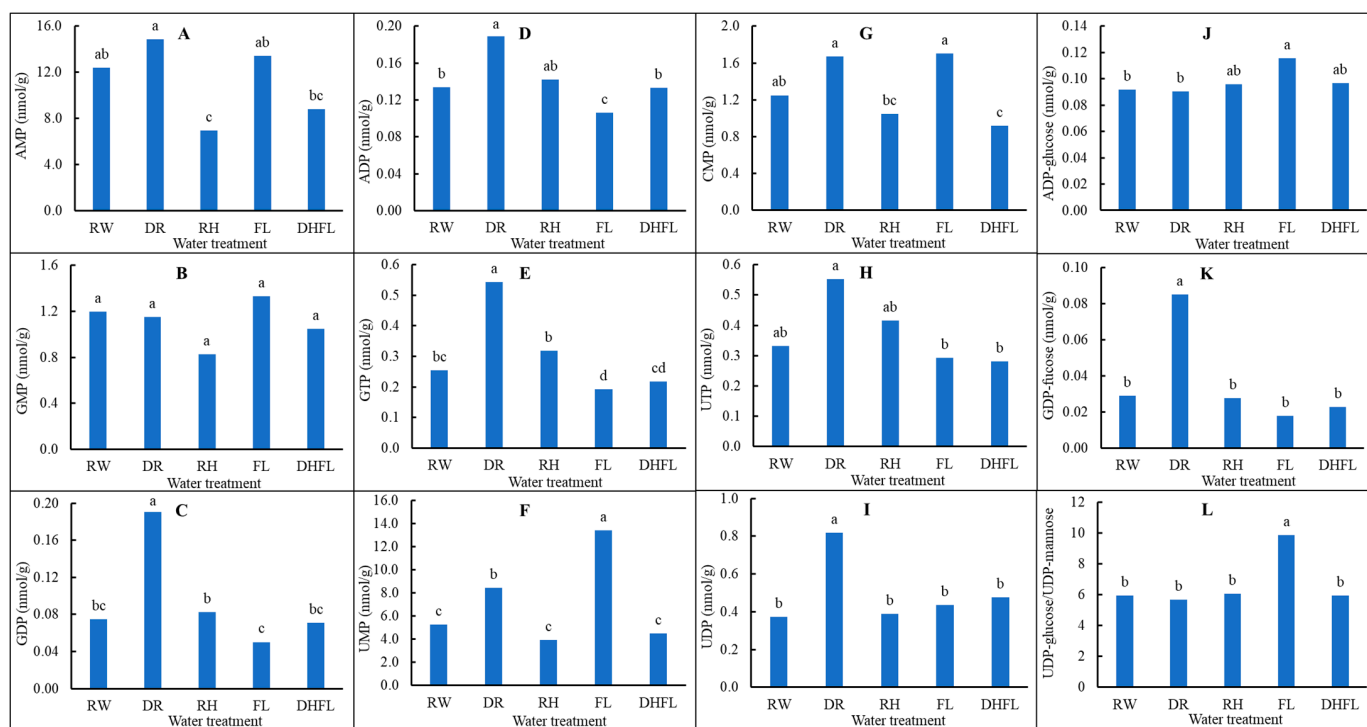 A
AMP (nmol/g)
16.0
12.0
8.0
4.0
0.0
ab
a
c
ab
bc
RW DR RH FL DHFL
Water treatment
D
ADP (nmol/g)
0.20
0.16
0.12
0.08
0.04
0.00
b
a
ab
c
b
RW DR RH FL DHFL
Water treatment
G
CMP (nmol/g)
2.0
1.6
1.2
0.8
0.4
0.0
ab
a
bc
a
c
RW DR RH FL DHFL
Water treatment
J
ADP-glucose (nmol/g)
0.14
0.12
0.10
0.08
0.06
0.04
0.02
0.00
b
b
ab
a
ab
RW DR RH FL DHFL
Water treatment
B
GMP (nmol/g)
1.6
1.2
0.8
0.4
0.0
a
a
a
a
a
RW DR RH FL DHFL
Water treatment
E
GTP (nmol/g)
0.6
0.5
0.4
0.3
0.2
0.1
0.0
bc
a
b
d
cd
RW DR RH FL DHFL
Water treatment
H
UTP (nmol/g)
0.6
0.5
0.4
0.3
0.2
0.1
0.0
ab
a
ab
b
b
RW DR RH FL DHFL
Water treatment
K
GDP-fucose (nmol/g)
0.10
0.08
0.06
0.04
0.02
0.00
b
a
b
b
b
RW DR RH FL DHFL
Water treatment
C
GDP (nmol/g)
0.20
0.16
0.12
0.08
0.04
0.00
bc
a
b
c
bc
RW DR RH FL DHFL
Water treatment
F
UMP (nmol/g)
16.0
14.0
12.0
10.0
8.0
6.0
4.0
2.0
0.0
c
b
c
a
c
RW DR RH FL DHFL
Water treatment
I
UDP (nmol/g)
1.0
0.8
0.6
0.4
0.2
0.0
b
a
b
b
b
RW DR RH FL DHFL
Water treatment
L
UDP-glucose/UDP-mannose
12
10
8
6
4
2
0
b
b
b
a
b
RW DR RH FL DHFL
Water treatment